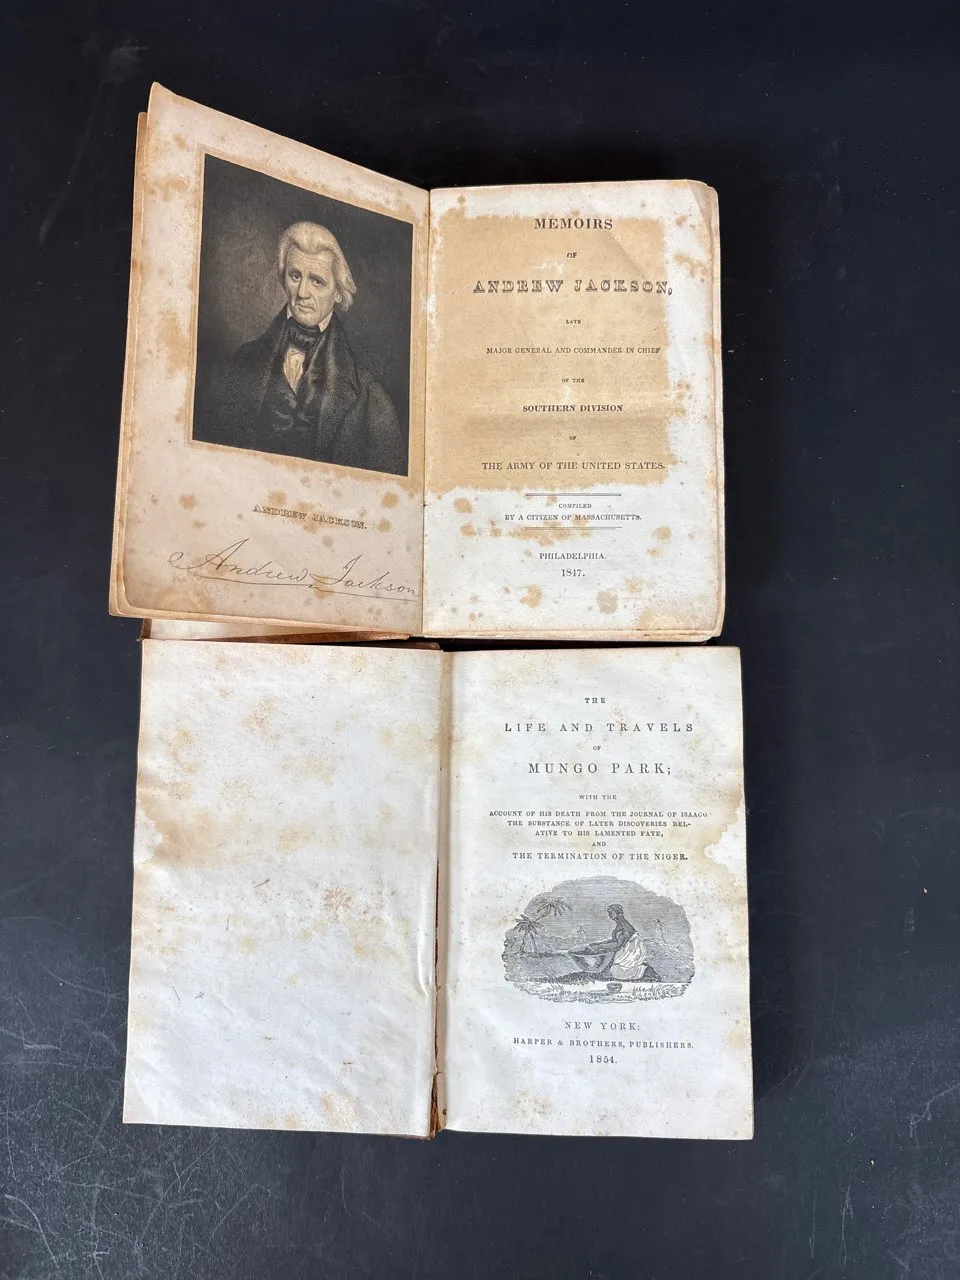 ANDREW JACKSON.
Andrew Jackson
MEMOIRS
OF
ANDREW JACKSON,
LATE
MAJOR GENERAL AND COMMANDER IN CHIEF
OF THE
SOUTHERN DIVISION
OF
THE ARMY OF THE UNITED STATES.
COMPILED
BY A CITIZEN OF MASSACHUSETTS.
PHILADELPHIA.
1847.
THE
LIFE AND TRAVELS
OF
MUNGO PARK;
WITH THE
ACCOUNT OF HIS DEATH FROM THE JOURNAL OF ISAACO
THE SUBSTANCE OF LATER DISCOVERIES REL-
ATIVE TO HIS LAMENTED FATE,
AND
THE TERMINATION OF THE NIGER.
NEW YORK:
HARPER & BROTHERS, PUBLISHERS.
1854.